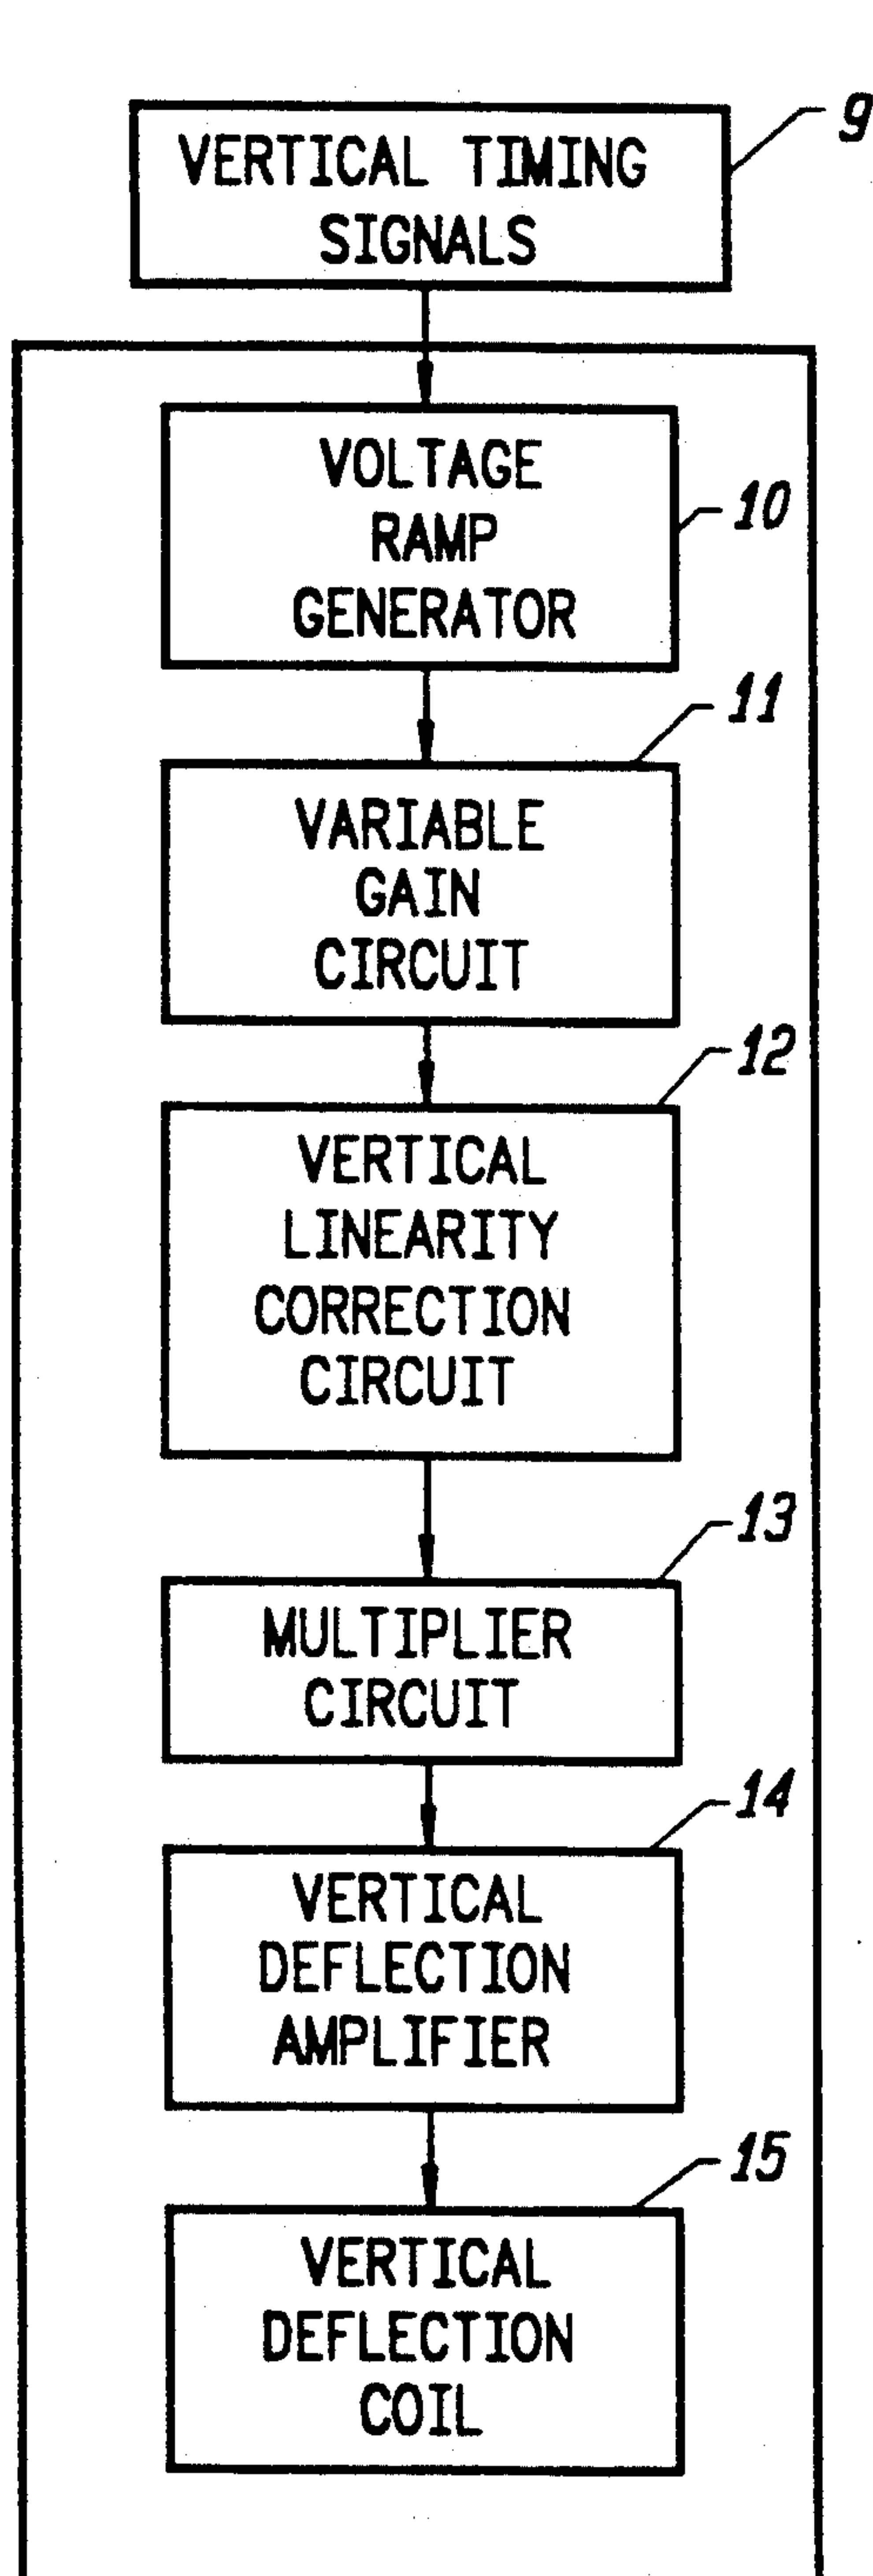 VERTICAL TIMING
SIGNALS
9
VOLTAGE
RAMP
GENERATOR
10
VARIABLE
GAIN
CIRCUIT
11
VERTICAL
LINEARITY
CORRECTION
CIRCUIT
12
MULTIPLIER
CIRCUIT
13
VERTICAL
DEFLECTION
AMPLIFIER
14
VERTICAL
DEFLECTION
COIL
15